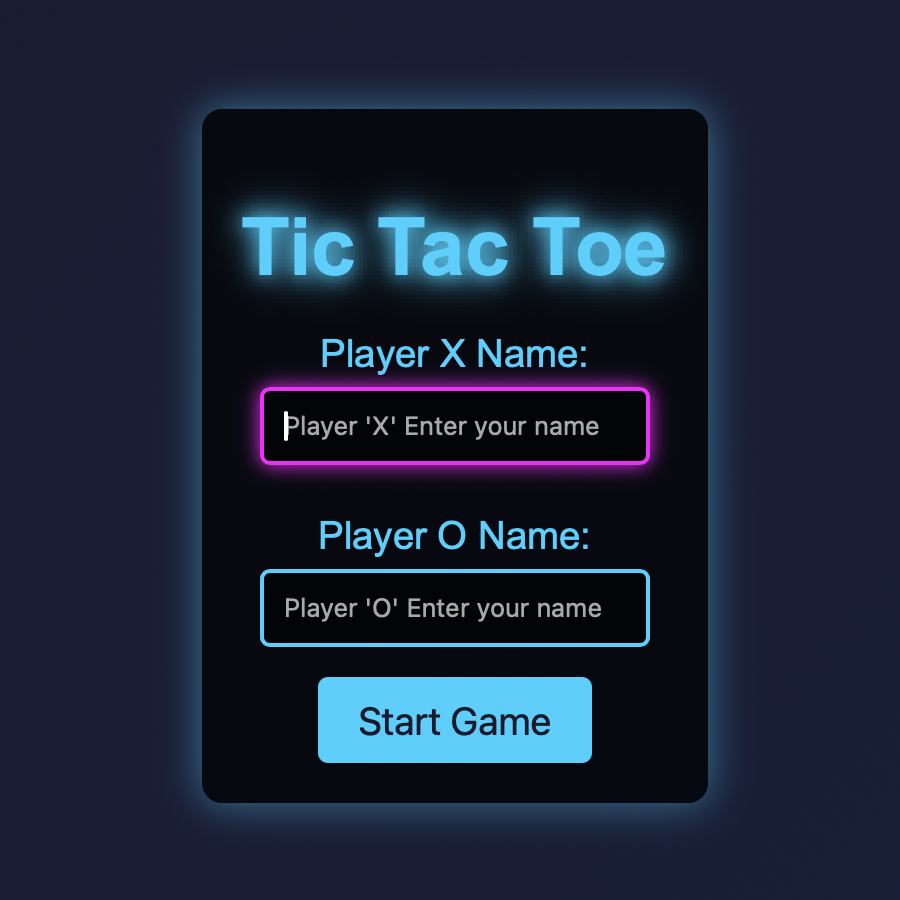 Tic Tac Toe
Player X Name:
Player 'X' Enter your name
Player O Name:
Player 'O' Enter your name
Start Game